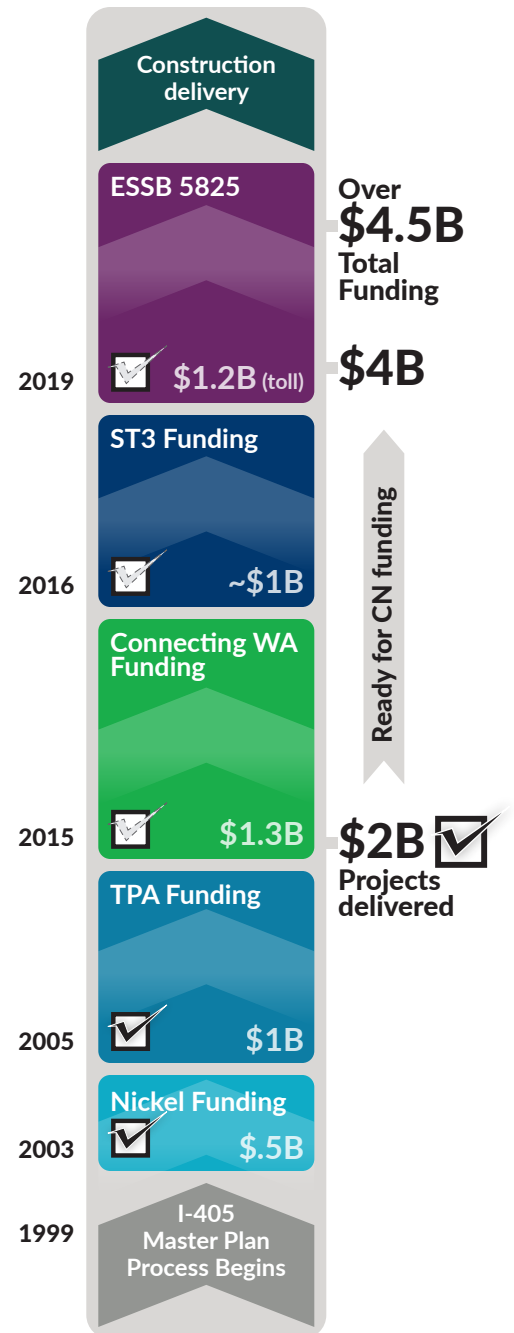 Construction
delivery
ESSB 5825
Over
$4.5B
Total
Funding
$1.2B (toll)
$4B
2019
ST3 Funding
~$1B
2016
Ready for CN funding
Connecting WA
Funding
$1.3B
2015
$2B
Projects
delivered
TPA Funding
$1B
2005
Nickel Funding
$.5B
2003
1999
I-405
Master Plan
Process Begins